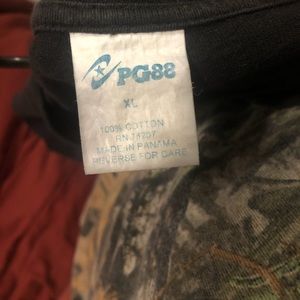 PG88
XL
100% COTTON
RN 74207
MADE IN PANAMA
REVERSE FOR CARE